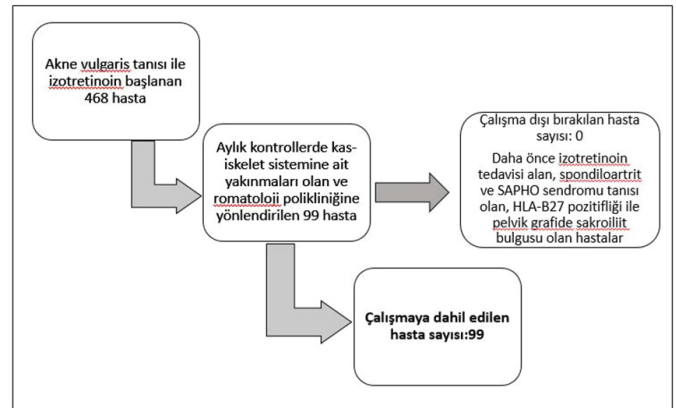 Akne vulgaris tanısı ile
izotretinoin başlanan
468 hasta
Aylık kontrollerde kas-
iskelet sistemine ait
yakınmaları olan ve
romatoloji polikliniğine
yönlendirilen 99 hasta
Çalışma dışı bırakılan hasta
sayısı: 0
Daha önce izotretinoin
tedavisi alan, spondiloartrit
ve SAPHO sendromu tanısı
olan, HLA-B27 pozitifliği ile
pelvik grafide sakroiliit
bulgusu olan hastalar
Çalışmaya dahil edilen
hasta sayısı:99